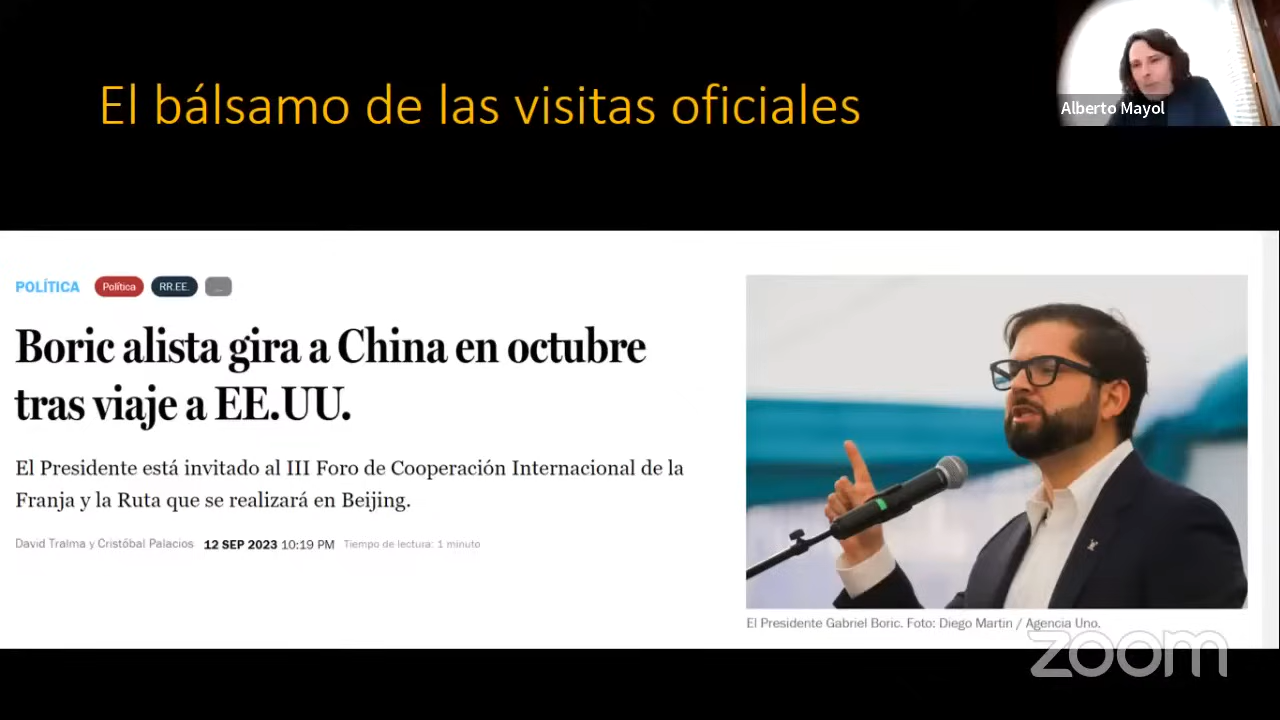 El bálsamo de las visitas oficiales
Alberto Mayol
POLÍTICA Política RR.EE. ...
Boric alista gira a China en octubre
tras viaje a EE.UU.
El Presidente está invitado al III Foro de Cooperación Internacional de la
Franja y la Ruta que se realizará en Beijing.
David Tralma y Cristóbal Palacios 12 SEP 2023 10:19 PM Tiempo de lectura: 1 minuto
El Presidente Gabriel Boric. Foto: Diego Martin / Agencia Uno.
zoom